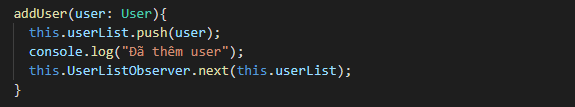 addUser(user: User){
this.userList.push(user);
console.log("Đã thêm user");
this.UserListObserver.next(this.userList);
}